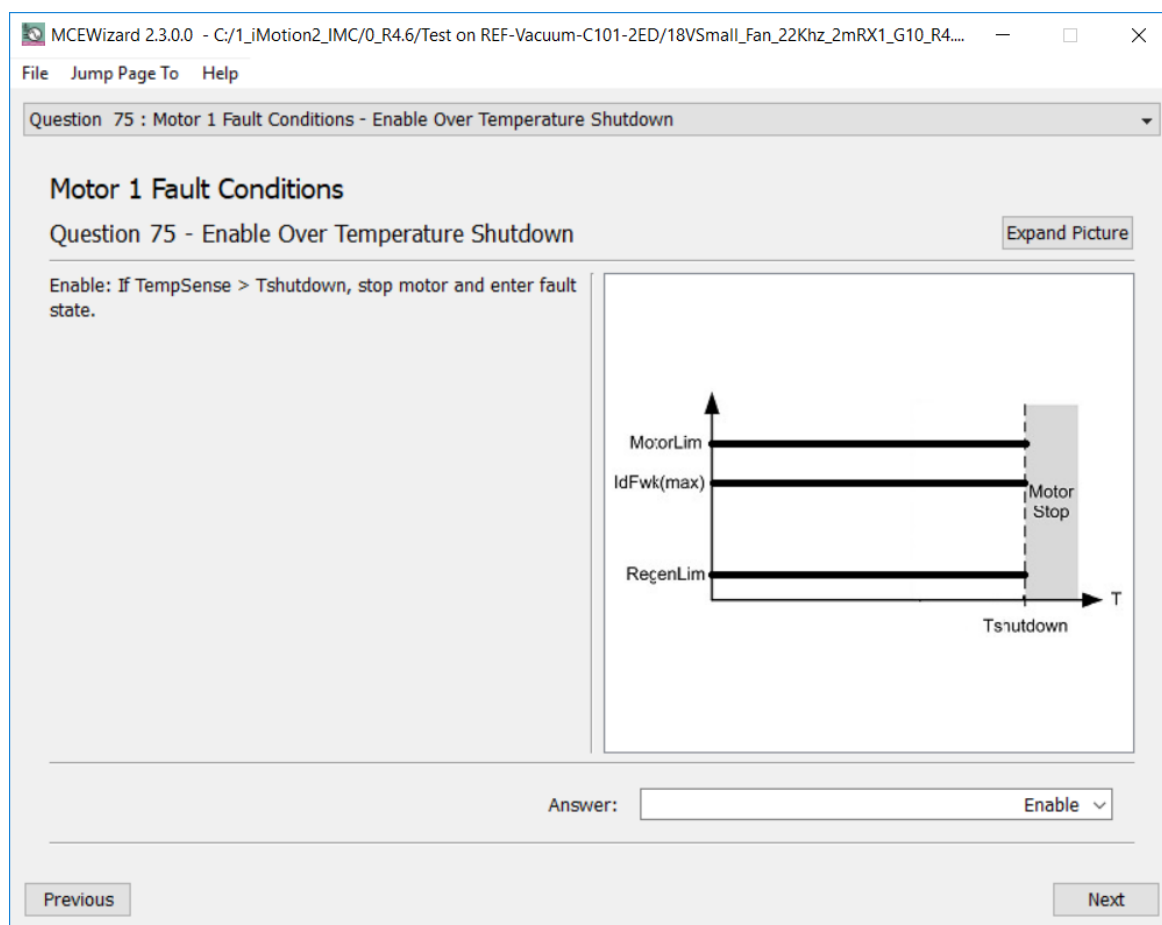 MCEWizard 2.3.0.0 - C:/1_iMotion2_IMC/0_R4.6/Test on REF-Vacuum-C101-2ED/18VSmall_Fan_22Khz_2mRX1_G10_R4....
File Jump Page To Help
Question 75 : Motor 1 Fault Conditions - Enable Over Temperature Shutdown
Motor 1 Fault Conditions
Question 75 - Enable Over Temperature Shutdown
Expand Picture
Enable: If TempSense > Tshutdown, stop motor and enter fault
state.
MotorLim
IdFwk(max)
Motor
Stop
RegenLim
T
Tshutdown
Answer: Enable
Previous
Next